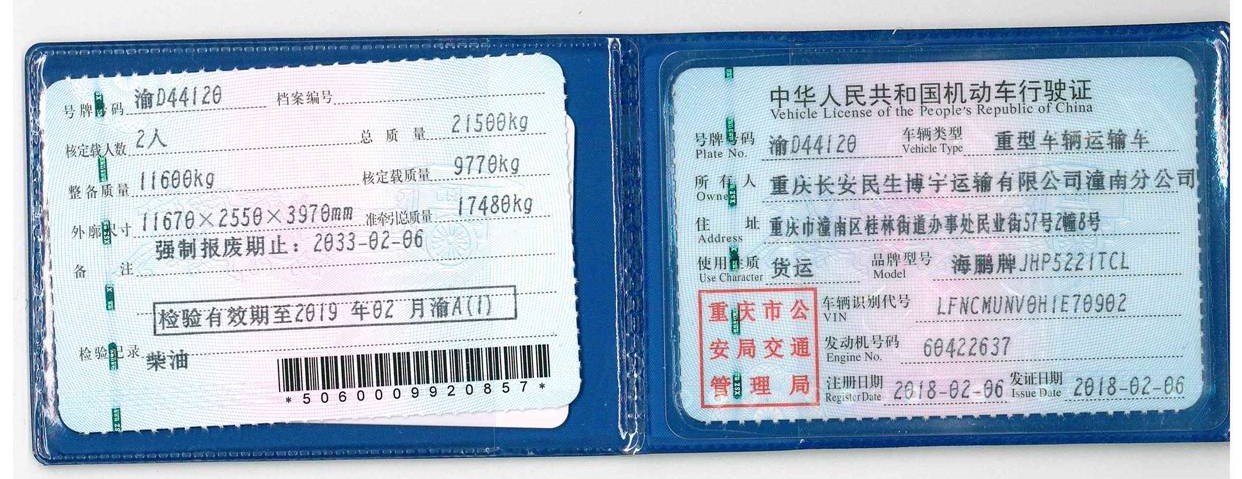 号牌号码 渝D44120 档案编号
核定载人数 2人 总质量 21500kg
整备质量 11600kg 核定载质量 9770kg
外廓尺寸 11670×2550×3970mm 准牵引总质量 17480kg
强制报废期止：2033-02-06
备注
检验有效期至2019 年02 月渝A(1)
检验记录 柴油
*5060009920857*
中华人民共和国机动车行驶证
Vehicle License of the People's Republic of China
号牌号码 渝D44120 车辆类型 重型车辆运输车
Plate No. Vehicle Type
所有人 重庆长安民生博宇运输有限公司潼南分公司
Owner
住址 重庆市潼南区桂林街道办事处民业街57号2幢8号
Address
使用性质 货运 品牌型号 海鹏牌JHP5221TCL
Use Character Model
重庆市公
安局交通
管理局
车辆识别代号 LFNCMUNV0H1E70902
VIN
发动机号码 60422637
Engine No.
注册日期 2018-02-06 发证日期 2018-02-06
Register Date Issue Date